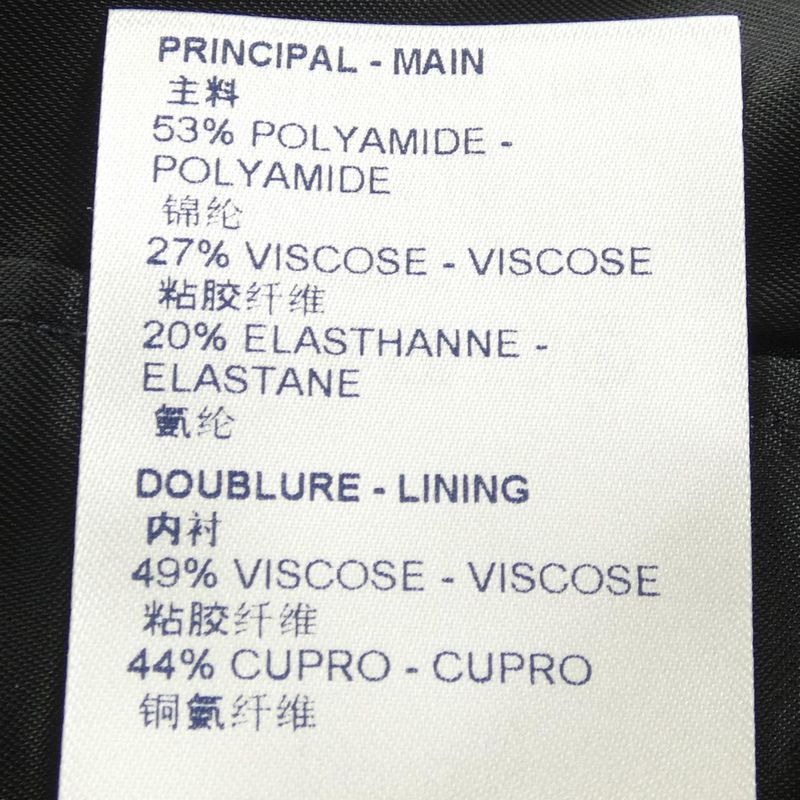 PRINCIPAL - MAIN
主料
53% POLYAMIDE -
POLYAMIDE
锦纶
27% VISCOSE - VISCOSE
粘胶纤维
20% ELASTHANNE -
ELASTANE
氨纶
DOUBLURE - LINING
内衬
49% VISCOSE - VISCOSE
粘胶纤维
44% CUPRO - CUPRO
铜氨纤维